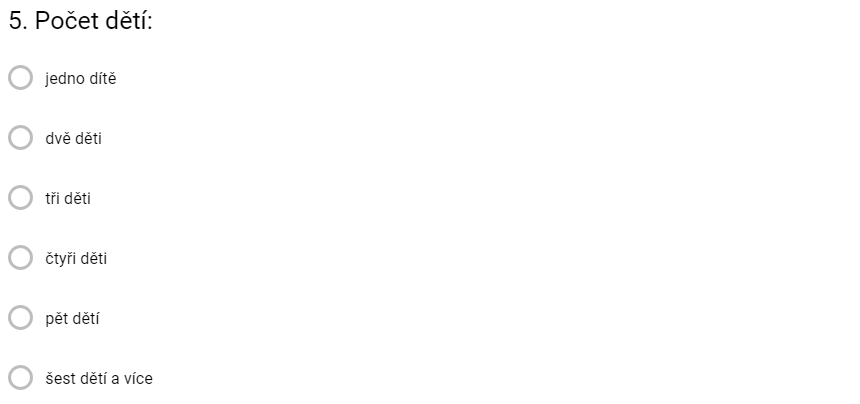 5. Počet dětí:
jedno dítě
dvě děti
tři děti
čtyři děti
pět dětí
šest dětí a více